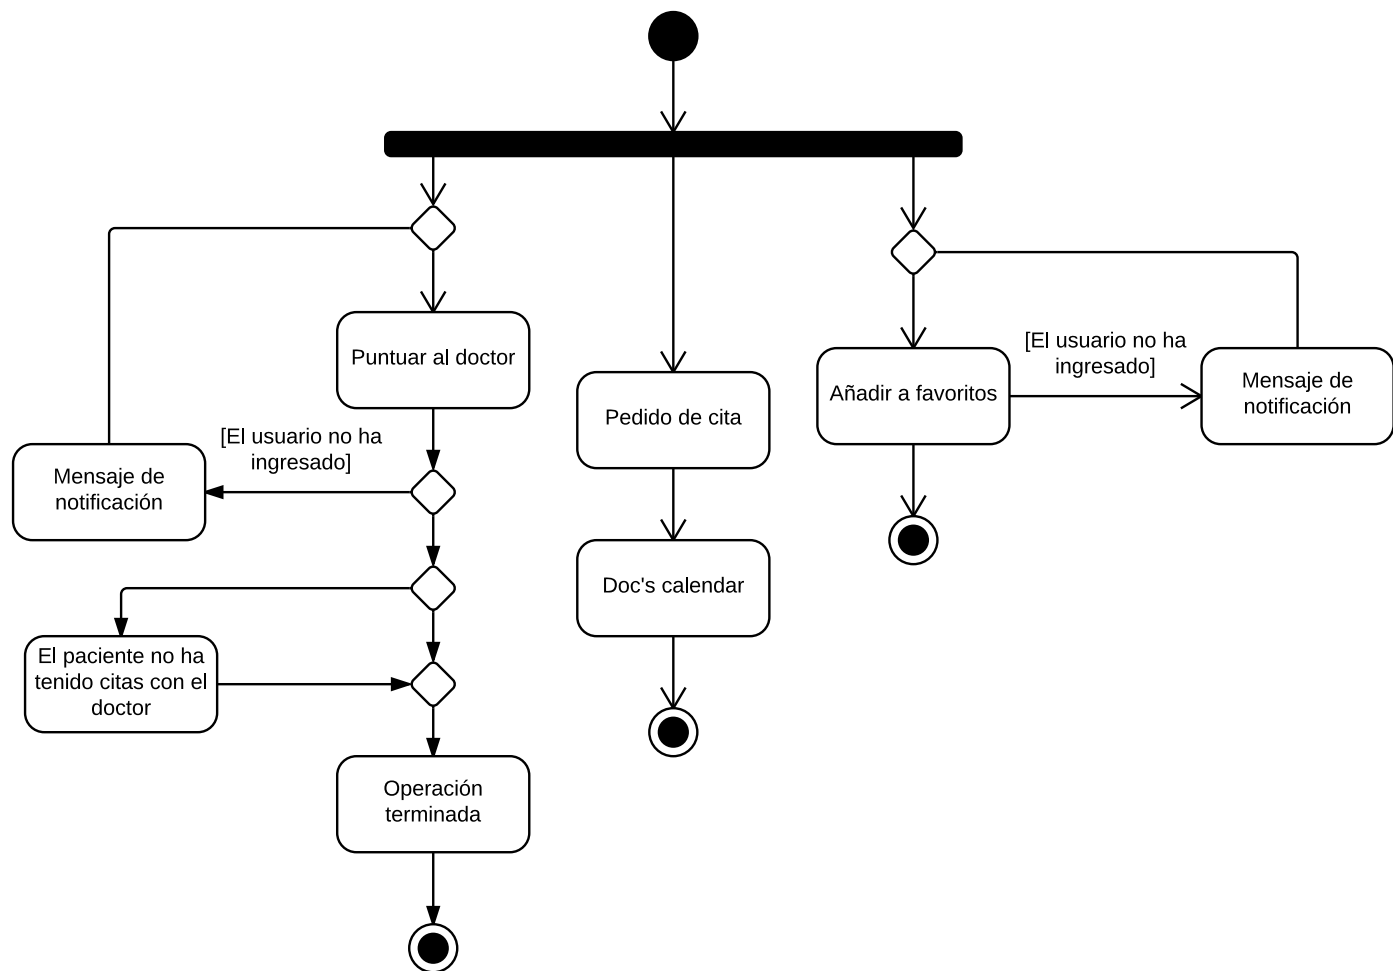 Puntuar al doctor
[El usuario no ha
ingresado]
Mensaje de
notificación
El paciente no ha
tenido citas con el
doctor
Operación
terminada
Pedido de cita
Doc's calendar
Añadir a favoritos
[El usuario no ha
ingresado]
Mensaje de
notificación